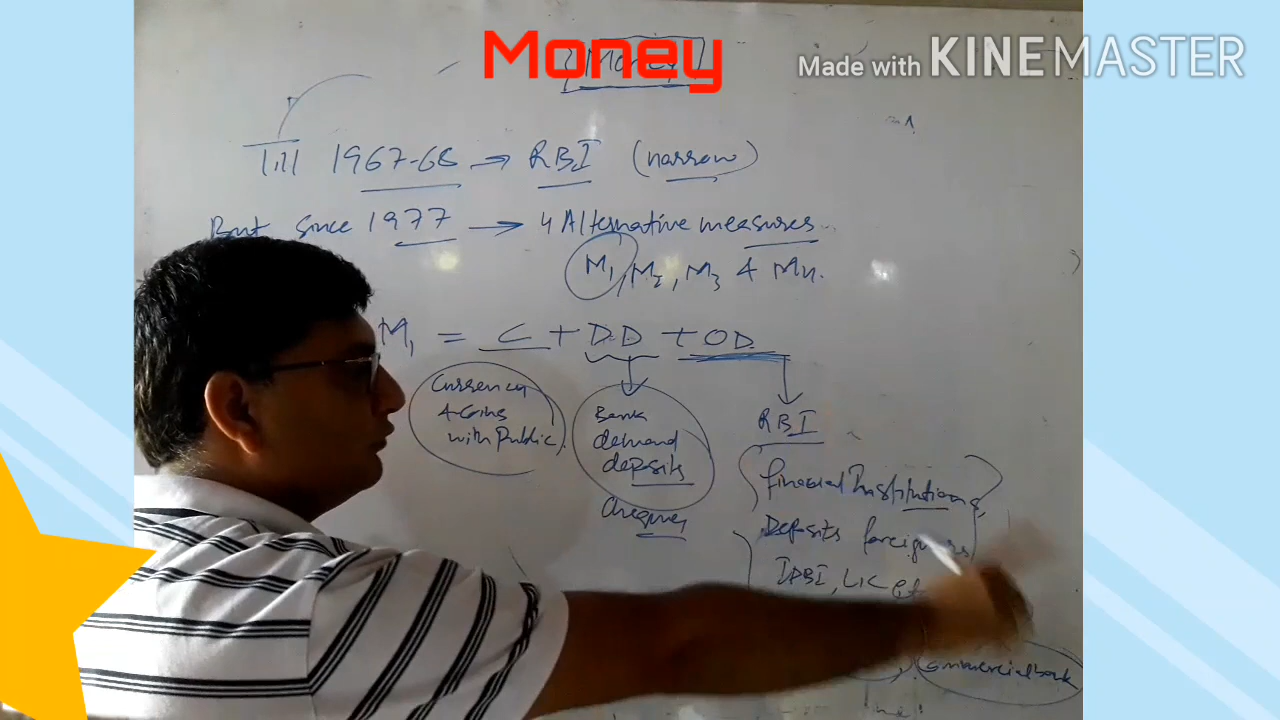 Money
Made with KINEMASTER
Money
Till 1967-68 → RBI (narrow)
But since 1977 → 4 Alternative measures..
M1, M2, M3 & M4.
M1 = C + D.D + OD.
Currency
& Coins
with Public
Bank
demand
deposits
Cheques
RBI
financial Institutions,
Deposits foreign
IDBI, LIC etc
Commercial bank